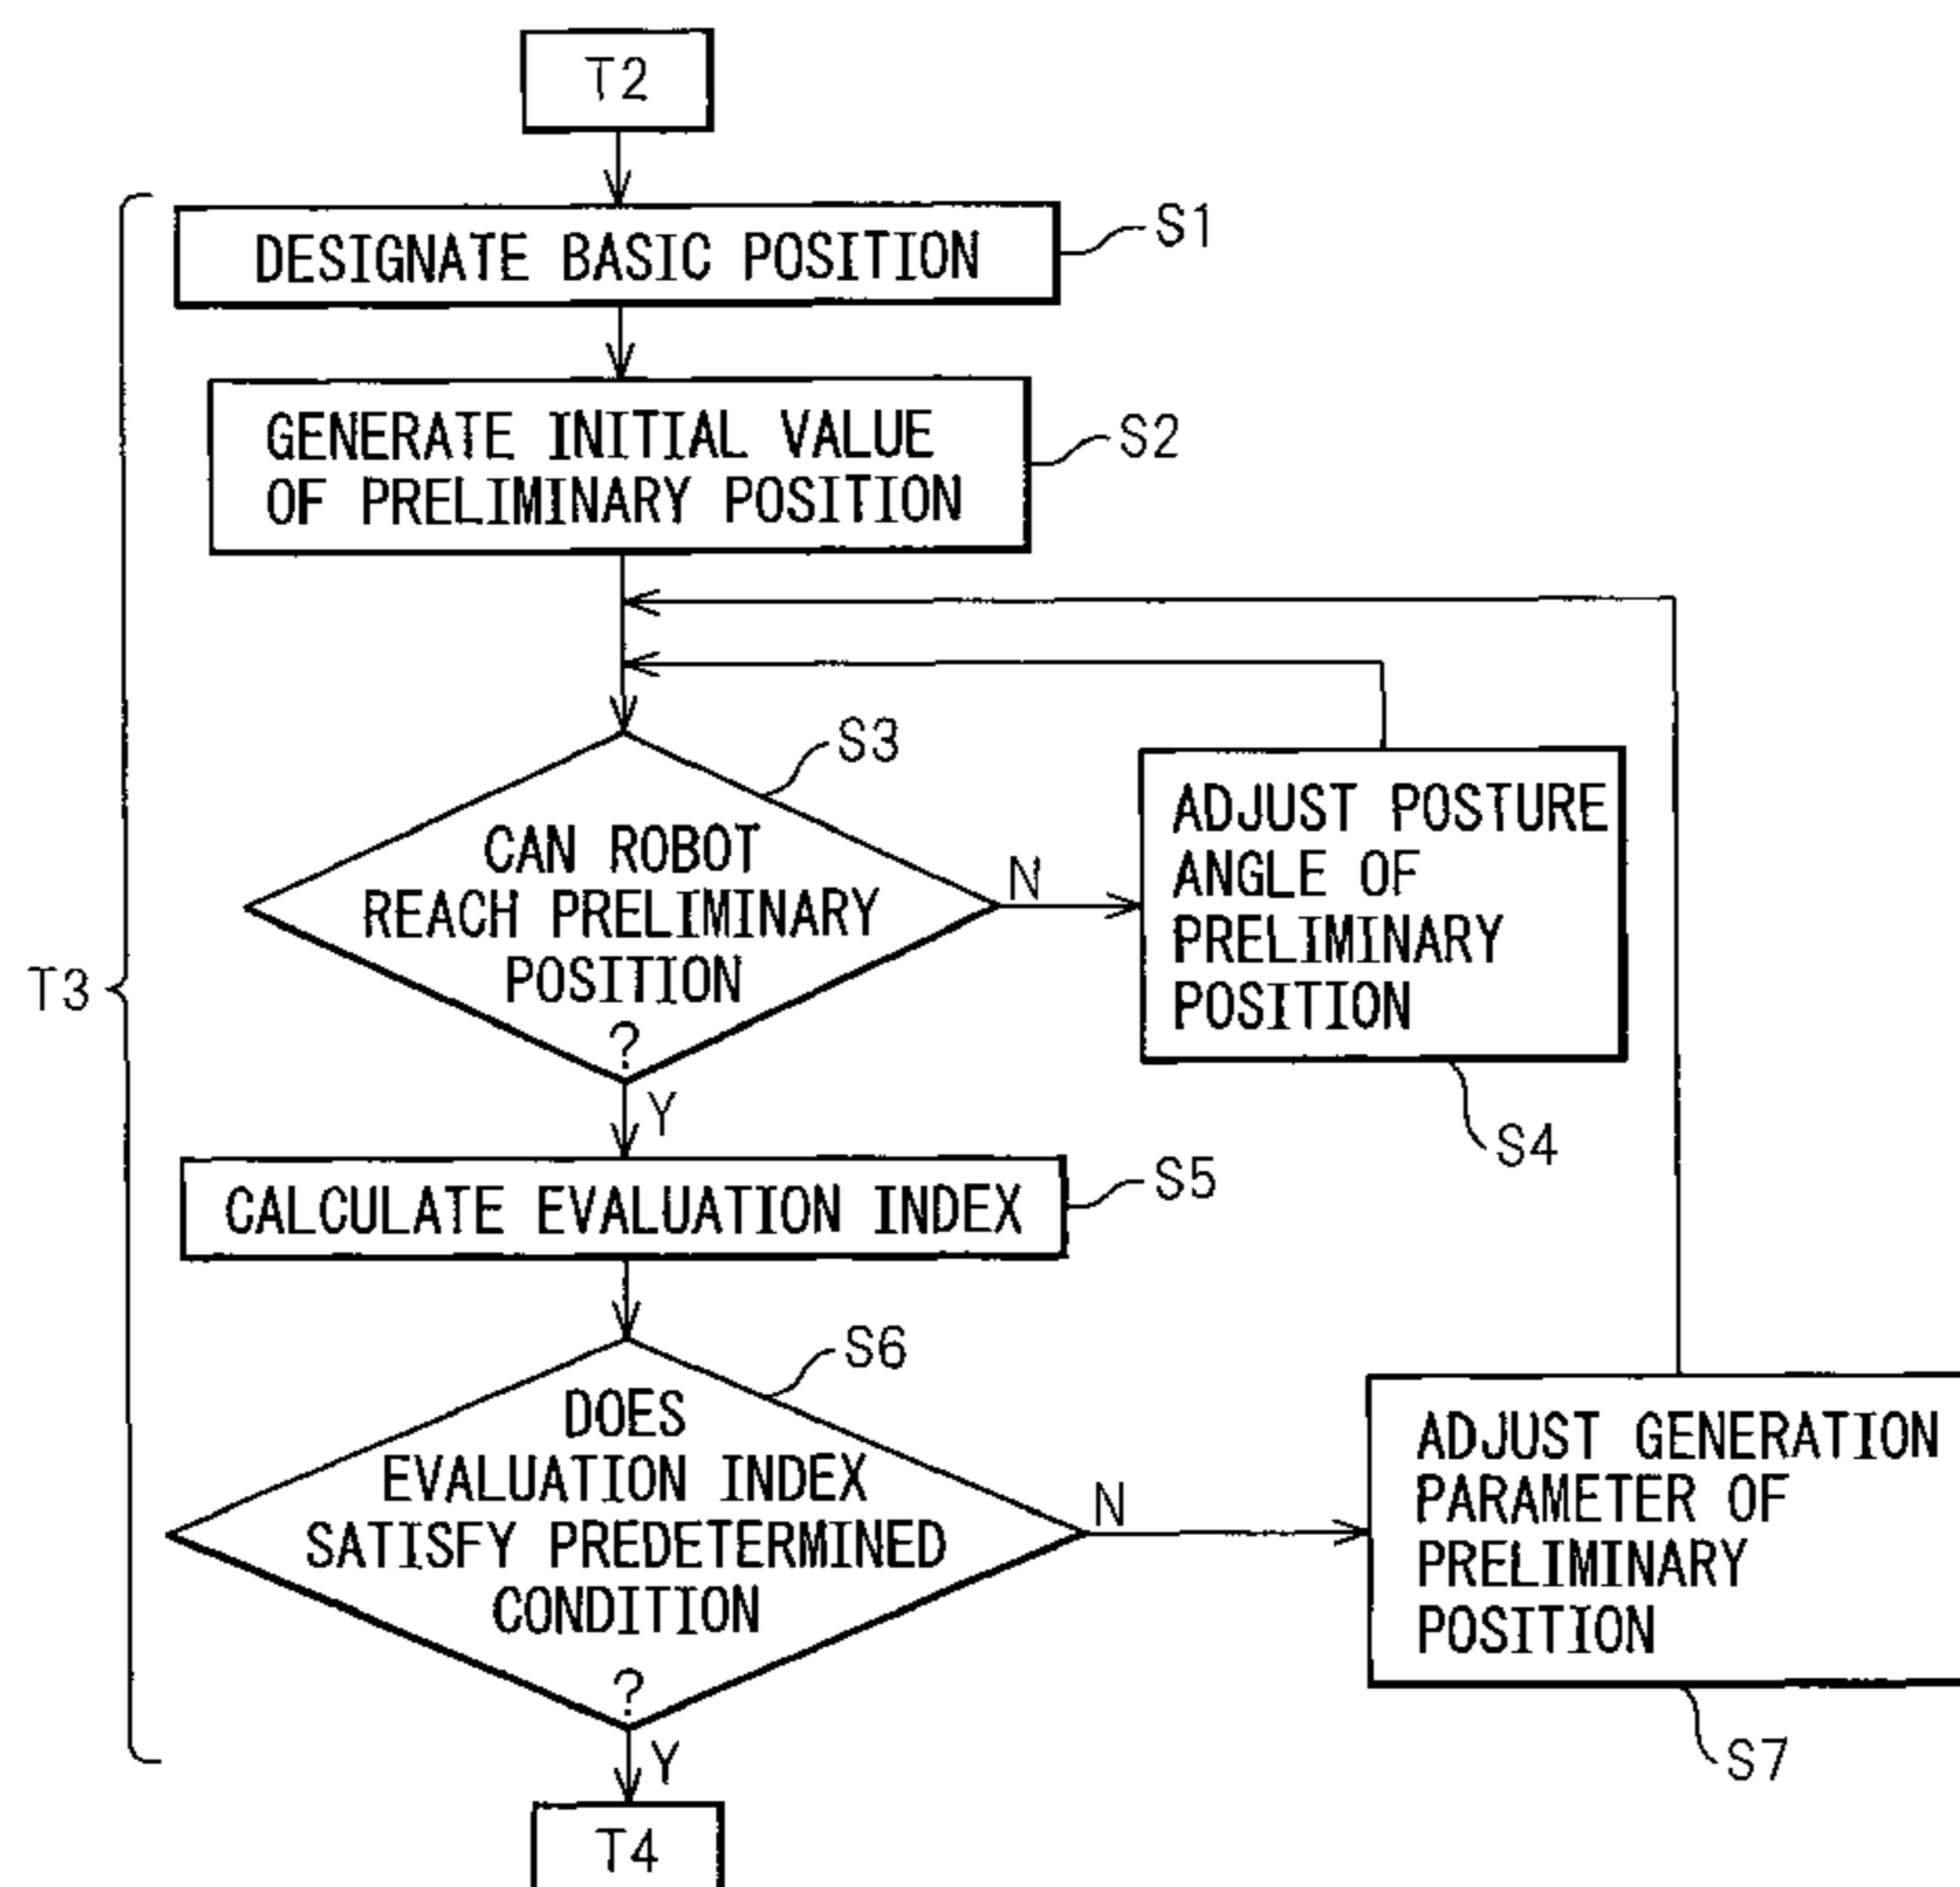 T2
DESIGNATE BASIC POSITION
S1
GENERATE INITIAL VALUE
OF PRELIMINARY POSITION
S2
S3
CAN ROBOT
REACH PRELIMINARY
POSITION
?
N
ADJUST POSTURE
ANGLE OF
PRELIMINARY
POSITION
S4
T3
Y
CALCULATE EVALUATION INDEX
S5
S6
DOES
EVALUATION INDEX
SATISFY PREDETERMINED
CONDITION
?
N
ADJUST GENERATION
PARAMETER OF
PRELIMINARY
POSITION
S7
Y
T4